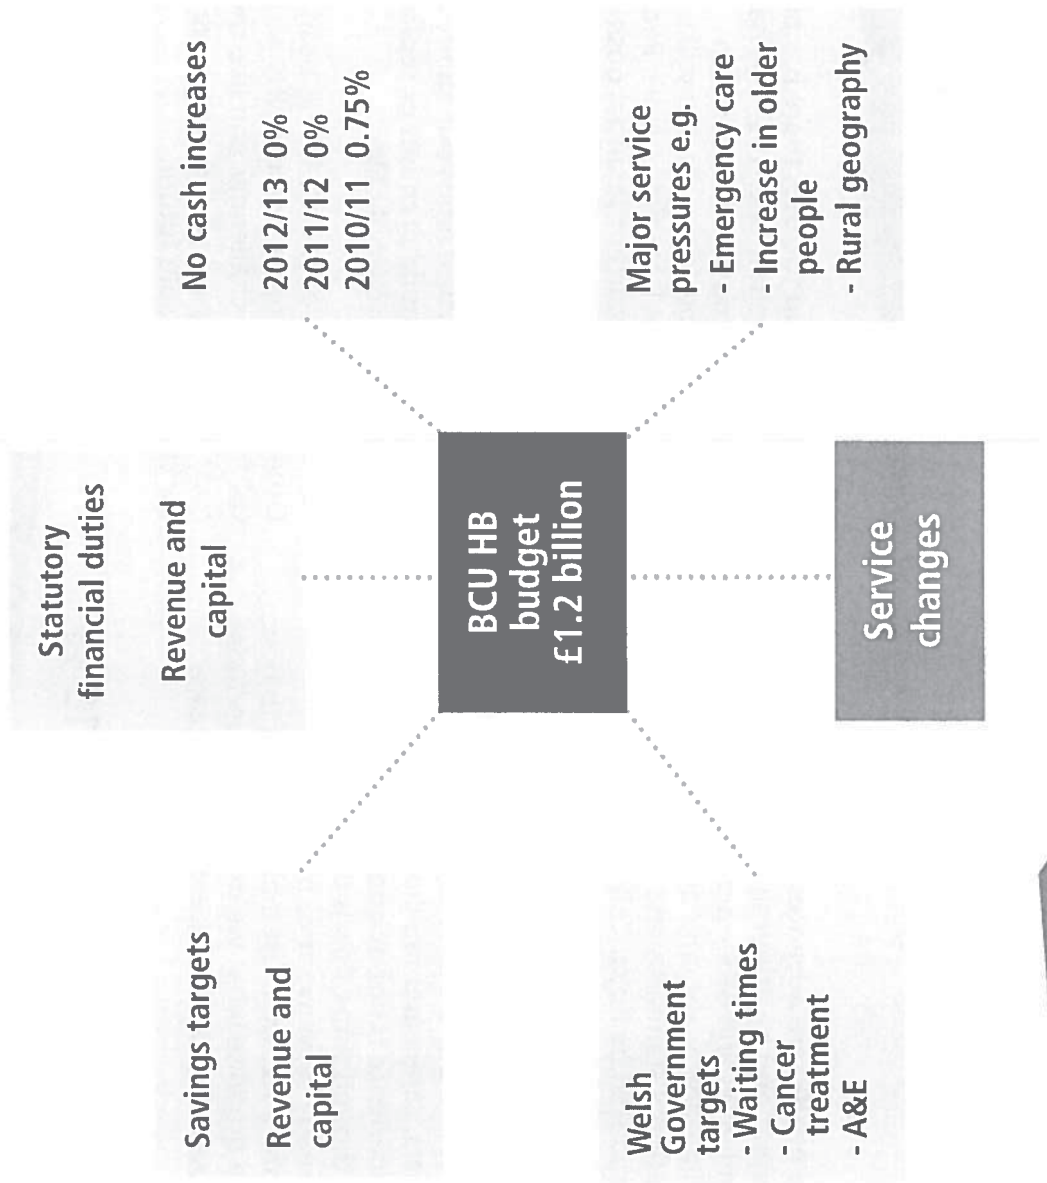 Savings targets
Revenue and
capital
Statutory
financial duties
Revenue and
capital
No cash increases
2012/13 0%
2011/12 0%
2010/11 0.75%
BCU HB
budget
£1.2 billion
Welsh
Government
targets
- Waiting times
- Cancer
treatment
- A&E
Service
changes
Major service
pressures e.g.
- Emergency care
- Increase in older
people
- Rural geography